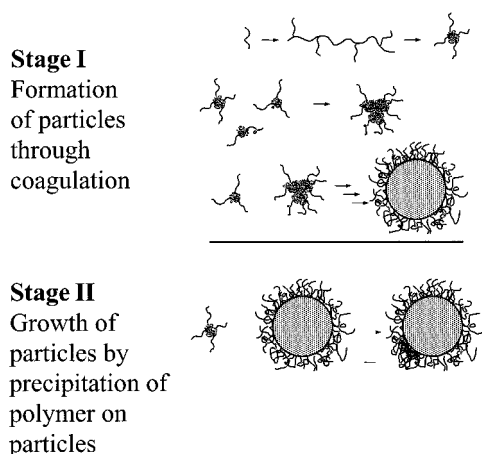 Stage I
Formation
of particles
through
coagulation
Stage II
Growth of
particles by
precipitation of
polymer on
particles